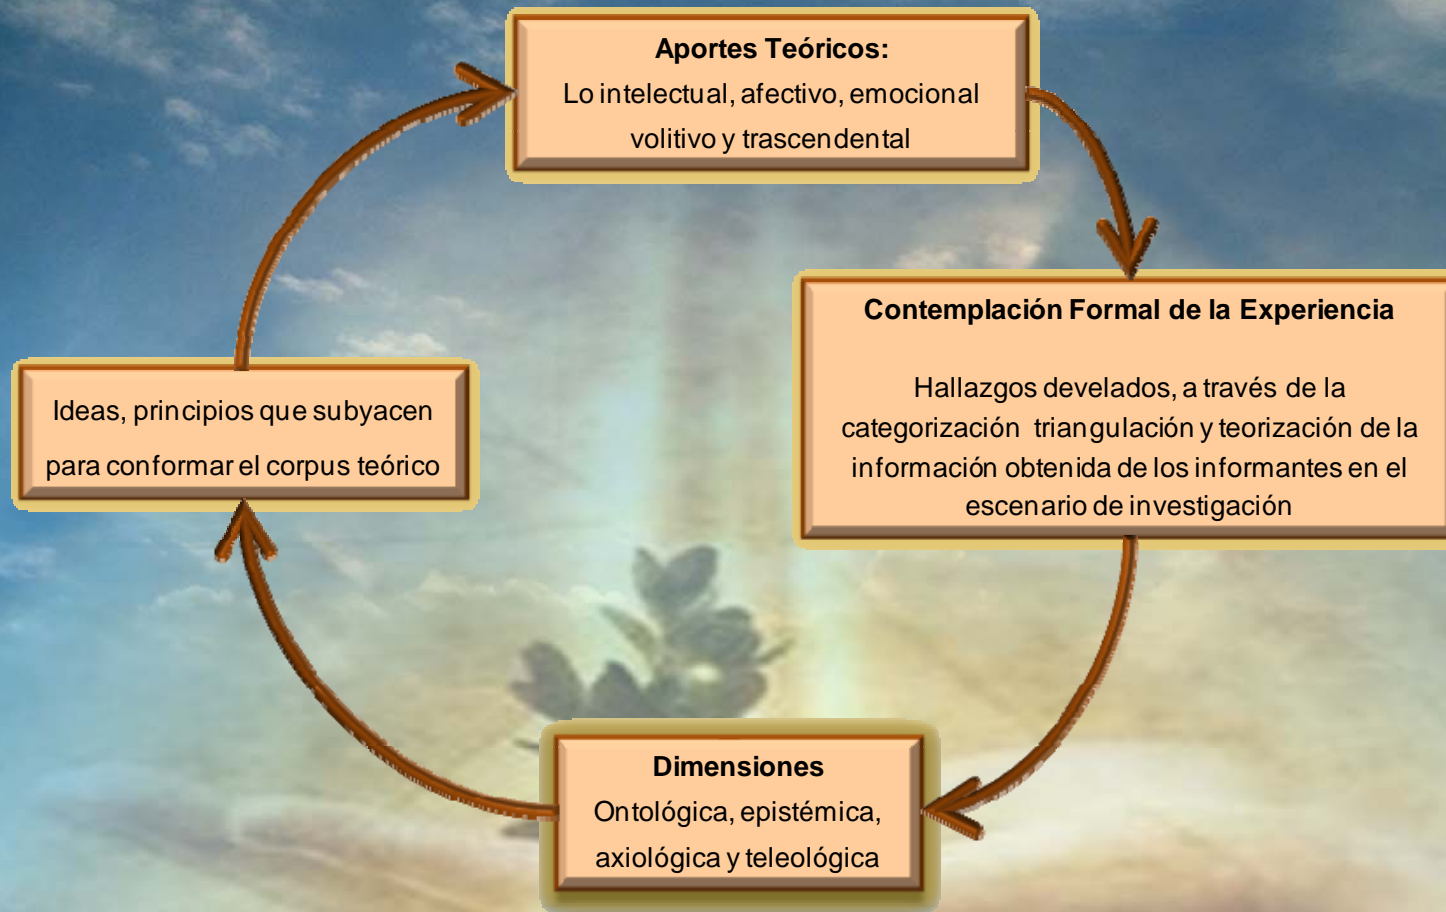 Aportes Teóricos:
Lo intelectual, afectivo, emocional
volitivo y trascendental
Contemplación Formal de la Experiencia
Hallazgos develados, a través de la
categorización triangulación y teorización de la
información obtenida de los informantes en el
escenario de investigación
Ideas, principios que subyacen
para conformar el corpus teórico
Dimensiones
Ontológica, epistémica,
axiológica y teleológica